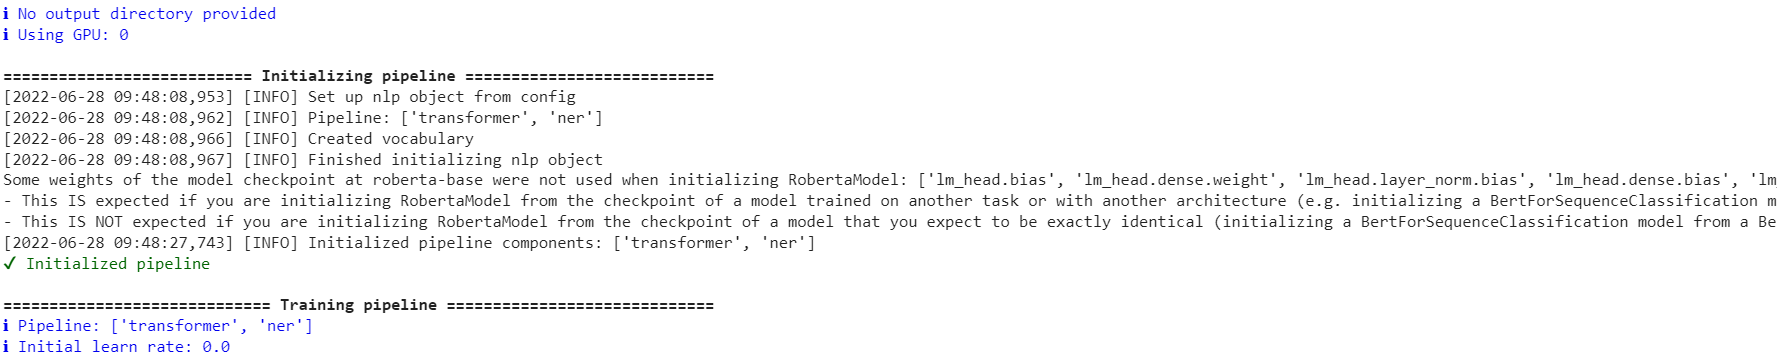 ℹ No output directory provided
ℹ Using GPU: 0
=========================== Initializing pipeline ===========================
[2022-06-28 09:48:08,953] [INFO] Set up nlp object from config
[2022-06-28 09:48:08,962] [INFO] Pipeline: ['transformer', 'ner']
[2022-06-28 09:48:08,966] [INFO] Created vocabulary
[2022-06-28 09:48:08,967] [INFO] Finished initializing nlp object
Some weights of the model checkpoint at roberta-base were not used when initializing RobertaModel: ['lm_head.bias', 'lm_head.dense.weight', 'lm_head.layer_norm.bias', 'lm_head.dense.bias', 'lm_
- This IS expected if you are initializing RobertaModel from the checkpoint of a model trained on another task or with another architecture (e.g. initializing a BertForSequenceClassification m
- This IS NOT expected if you are initializing RobertaModel from the checkpoint of a model that you expect to be exactly identical (initializing a BertForSequenceClassification model from a Be
[2022-06-28 09:48:27,743] [INFO] Initialized pipeline components: ['transformer', 'ner']
✔ Initialized pipeline
============================= Training pipeline =============================
ℹ Pipeline: ['transformer', 'ner']
ℹ Initial learn rate: 0.0